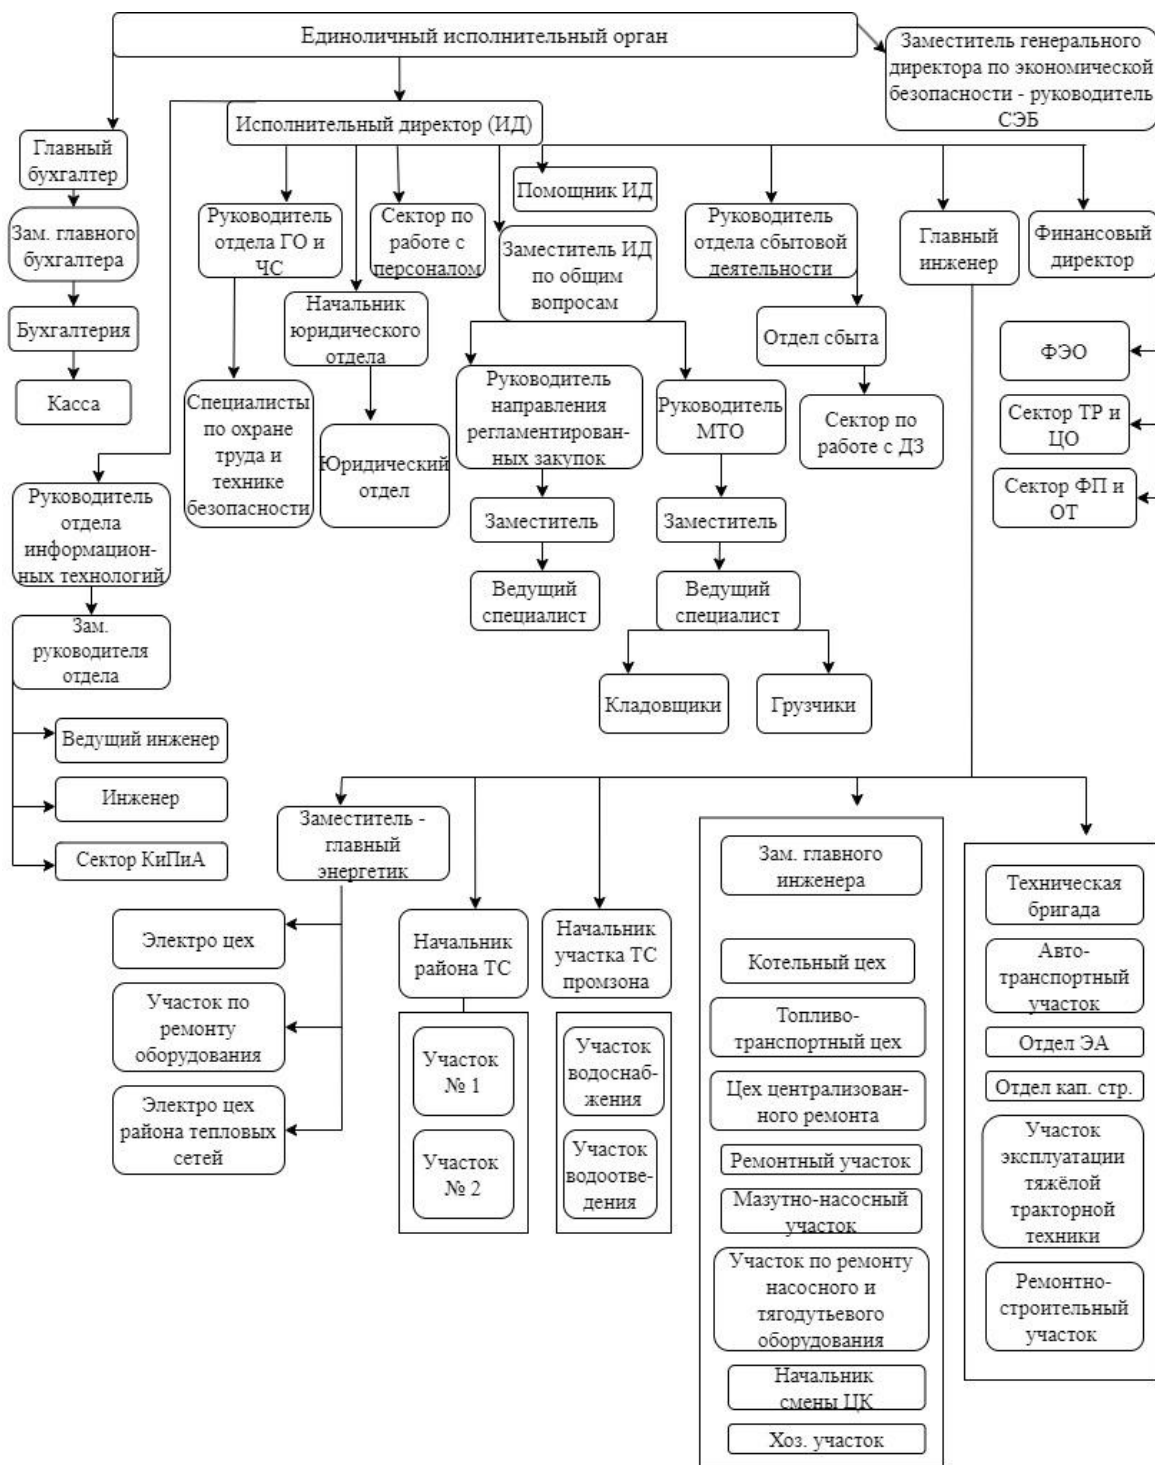 Единоличный исполнительный орган
Заместитель генерального
директора по экономической
безопасности - руководитель
СЭБ
Исполнительный директор (ИД)
Главный
бухгалтер
Зам. главного
бухгалтера
Бухгалтерия
Касса
Руководитель
отдела ГО и
ЧС
Сектор по
работе с
персоналом
Помощник ИД
Заместитель ИД
по общим
вопросам
Руководитель
отдела сбытовой
деятельности
Главный
инженер
Финансовый
директор
Начальник
юридического
отдела
Отдел сбыта
ФЭО
Специалисты
по охране
труда и
технике
безопасности
Юридический
отдел
Руководитель
направления
регламентирован-
ных закупок
Руководитель
МТО
Сектор по
работе с ДЗ
Сектор ТР и
ЦО
Сектор ФП и
ОТ
Руководитель
отдела
информацион-
ных технологий
Заместитель
Заместитель
Ведущий
специалист
Ведущий
специалист
Зам.
руководителя
отдела
Кладовщики
Грузчики
Ведущий инженер
Инженер
Сектор КиПиА
Заместитель -
главный
энергетик
Электро цех
Участок по
ремонту
оборудования
Электро цех
района тепловых
сетей
Начальник
района ТС
Участок
№ 1
Участок
№ 2
Начальник
участка ТС
промзона
Участок
водоснаб-
жения
Участок
водоотве-
дения
Зам. главного
инженера
Котельный цех
Топливо-
транспортный цех
Цех централизован-
ного ремонта
Ремонтный участок
Мазутно-насосный
участок
Участок по ремонту
насосного и
тягодутьевого
оборудования
Начальник
смены ЦК
Хоз. участок
Техническая
бригада
Авто-
транспортный
участок
Отдел ЭА
Отдел кап. стр.
Участок
эксплуатации
тяжёлой
тракторной
техники
Ремонтно-
строительный
участок